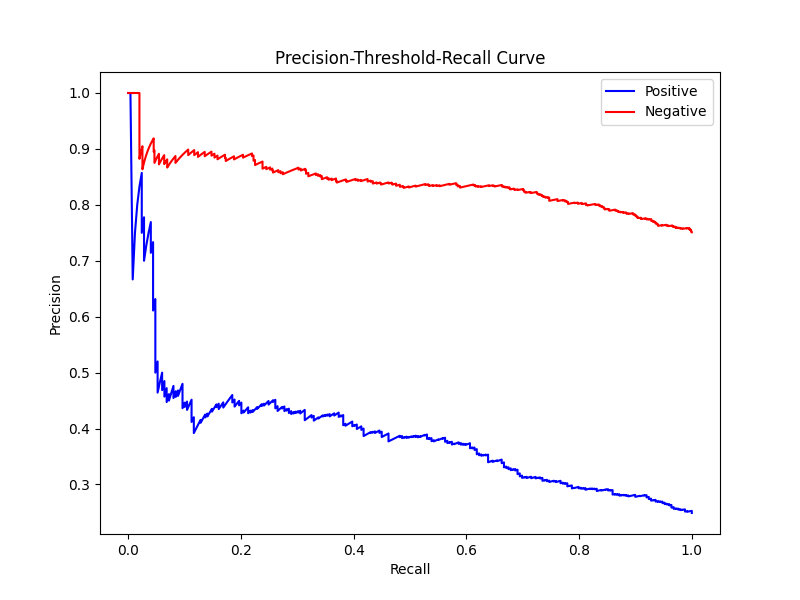 Precision-Threshold-Recall Curve
Positive
Negative
1.0
0.9
0.8
0.7
0.6
0.5
0.4
0.3
Precision
0.0 0.2 0.4 0.6 0.8 1.0
Recall